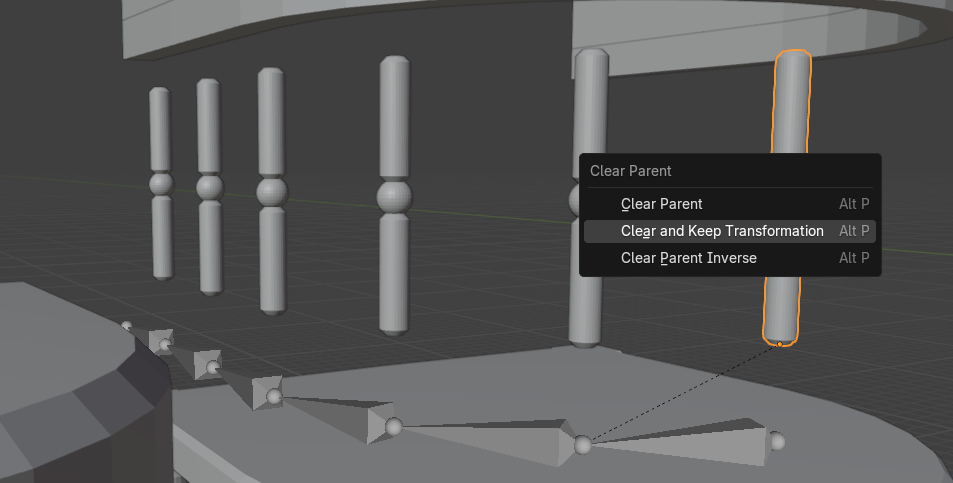 Clear Parent
Clear Parent Alt P
Clear and Keep Transformation Alt P
Clear Parent Inverse Alt P